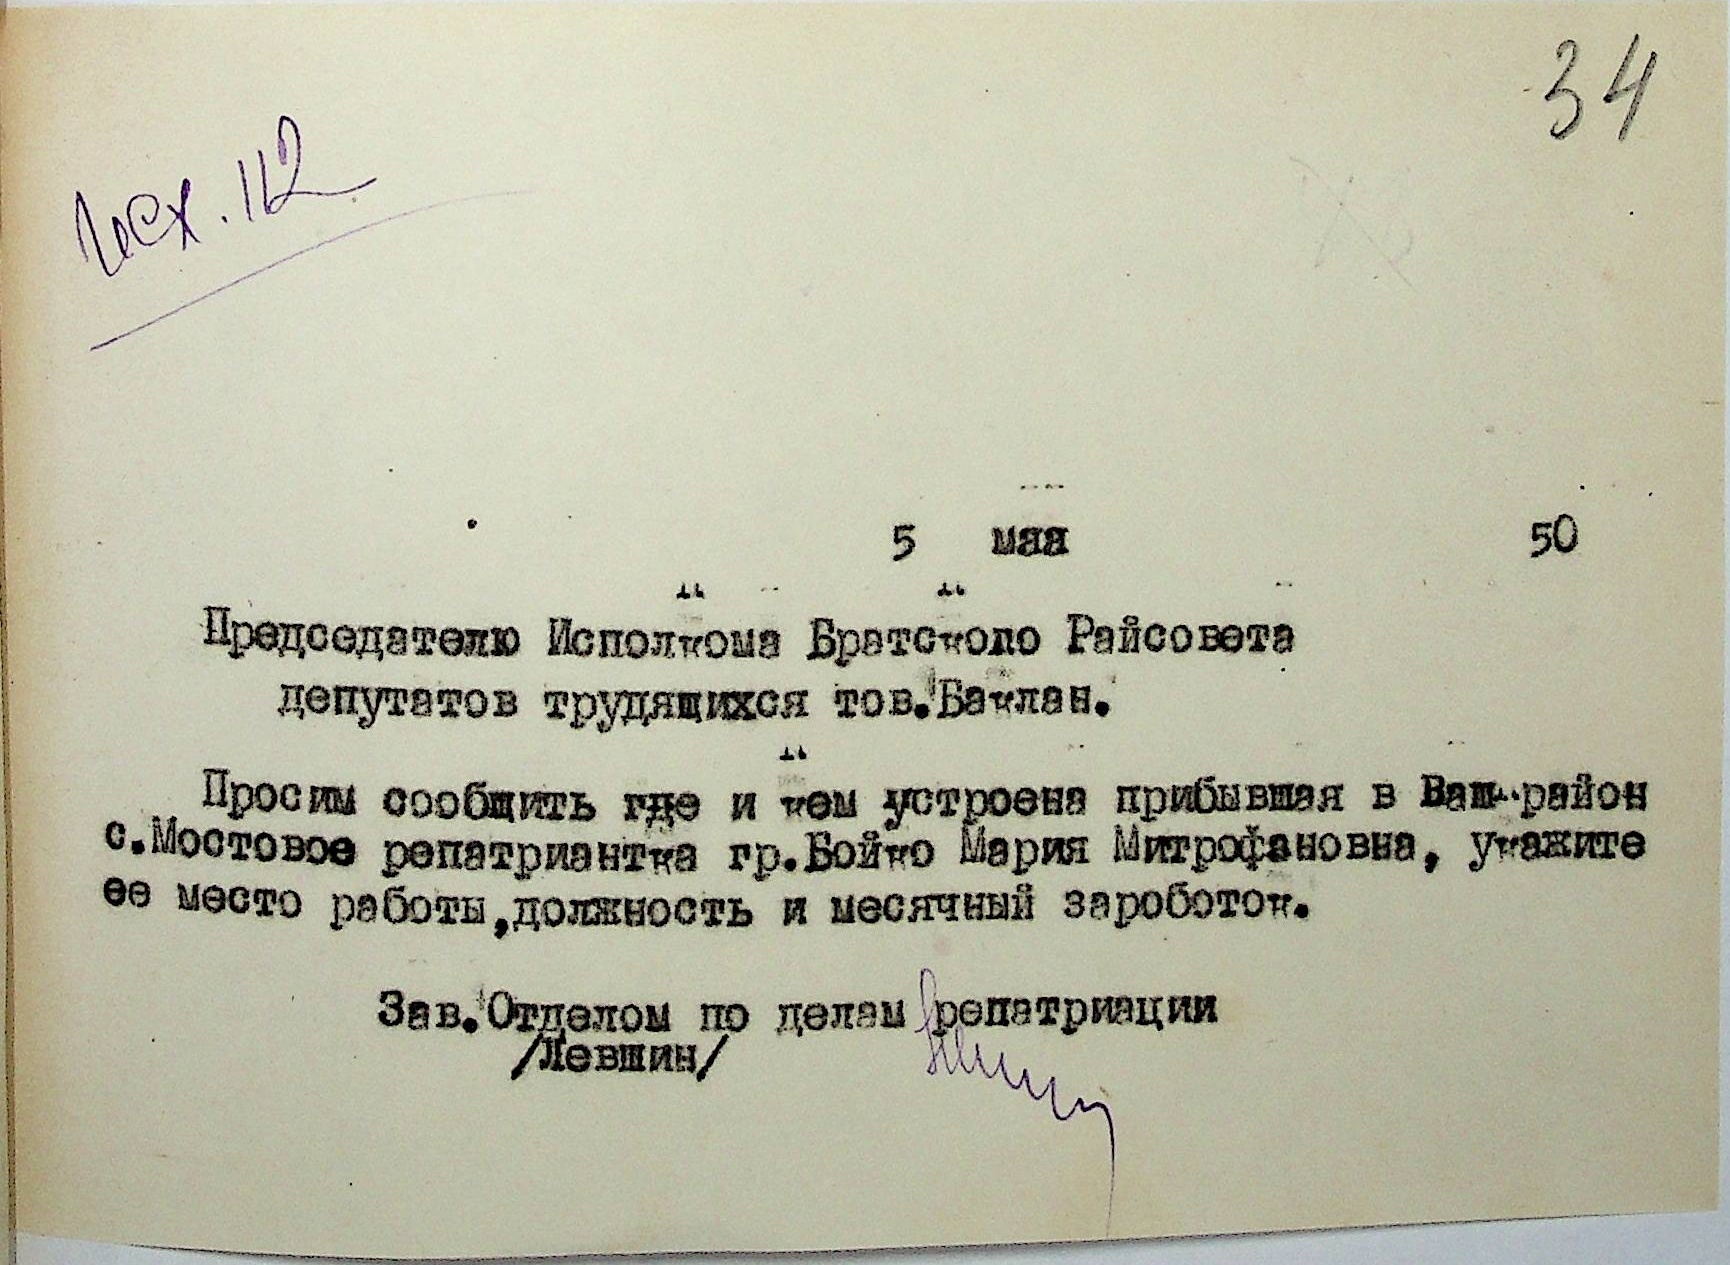 34
Исх. 112
5 мая 50
Председателю Исполкома Братского Райсовета
депутатов трудящихся тов. Баклан.
Просим сообщить где и кем устроена прибывшая в Ваш район
с.Мостовое репатриантка гр.Бойко Мария Митрофановна, укажите
ее место работы,должность и месячный зароботок.
Зав. Отделом по делам репатриации
/Левшин/